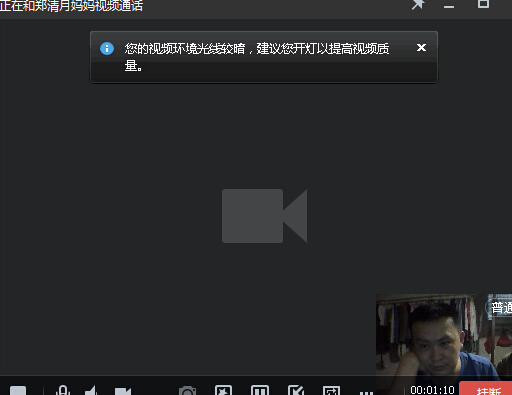 正在和郑清月妈妈视频通话
您的视频环境光线较暗，建议您开灯以提高视频质
量。
普通
00:01:10
挂断